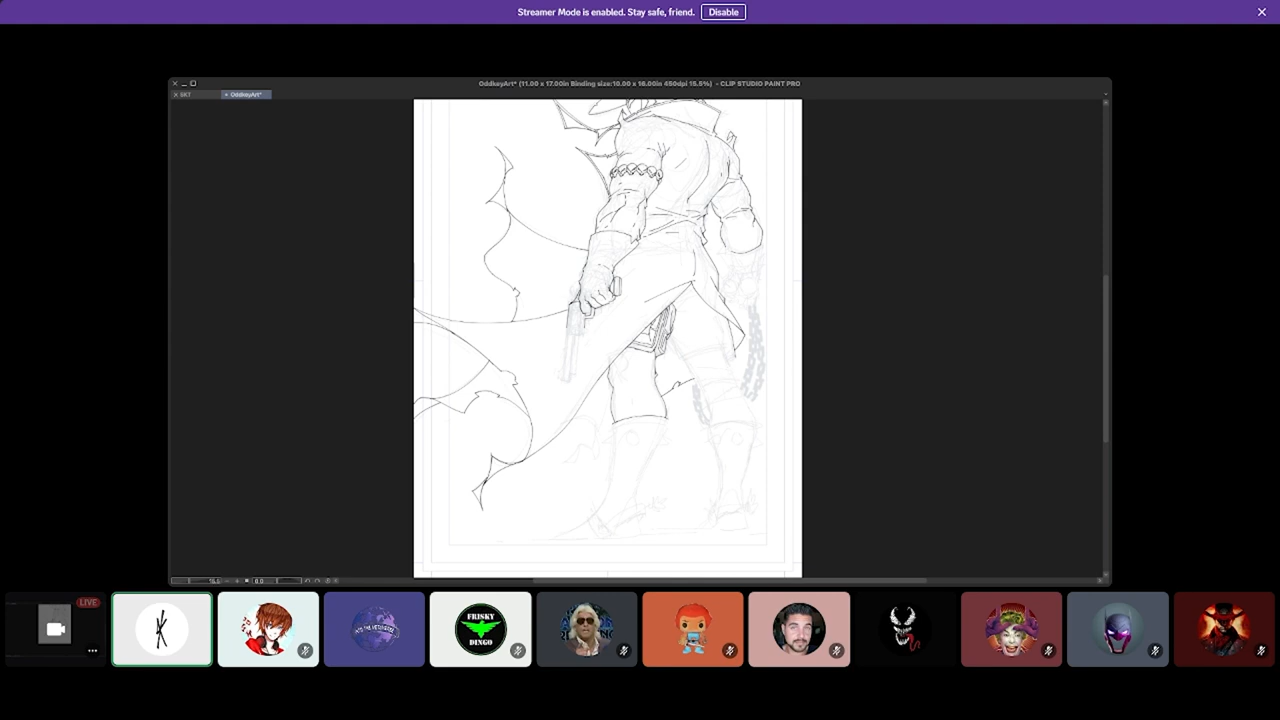 Streamer Mode is enabled. Stay safe, friend. Disable
OddkeyArt* (11.00 x 17.00in Binding size:10.00 x 16.00in 450dpi 15.5%) - CLIP STUDIO PAINT PRO
OddkeyArt*
LIVE
FRISKY
DINGO